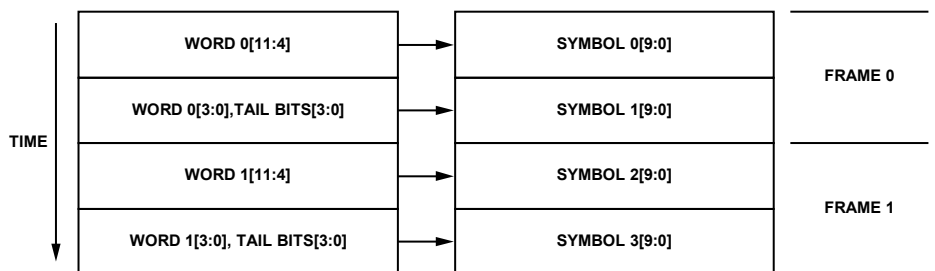 WORD 0[11:4]
SYMBOL 0[9:0]
FRAME 0
WORD 0[3:0],TAIL BITS[3:0]
SYMBOL 1[9:0]
TIME
WORD 1[11:4]
SYMBOL 2[9:0]
FRAME 1
WORD 1[3:0], TAIL BITS[3:0]
SYMBOL 3[9:0]